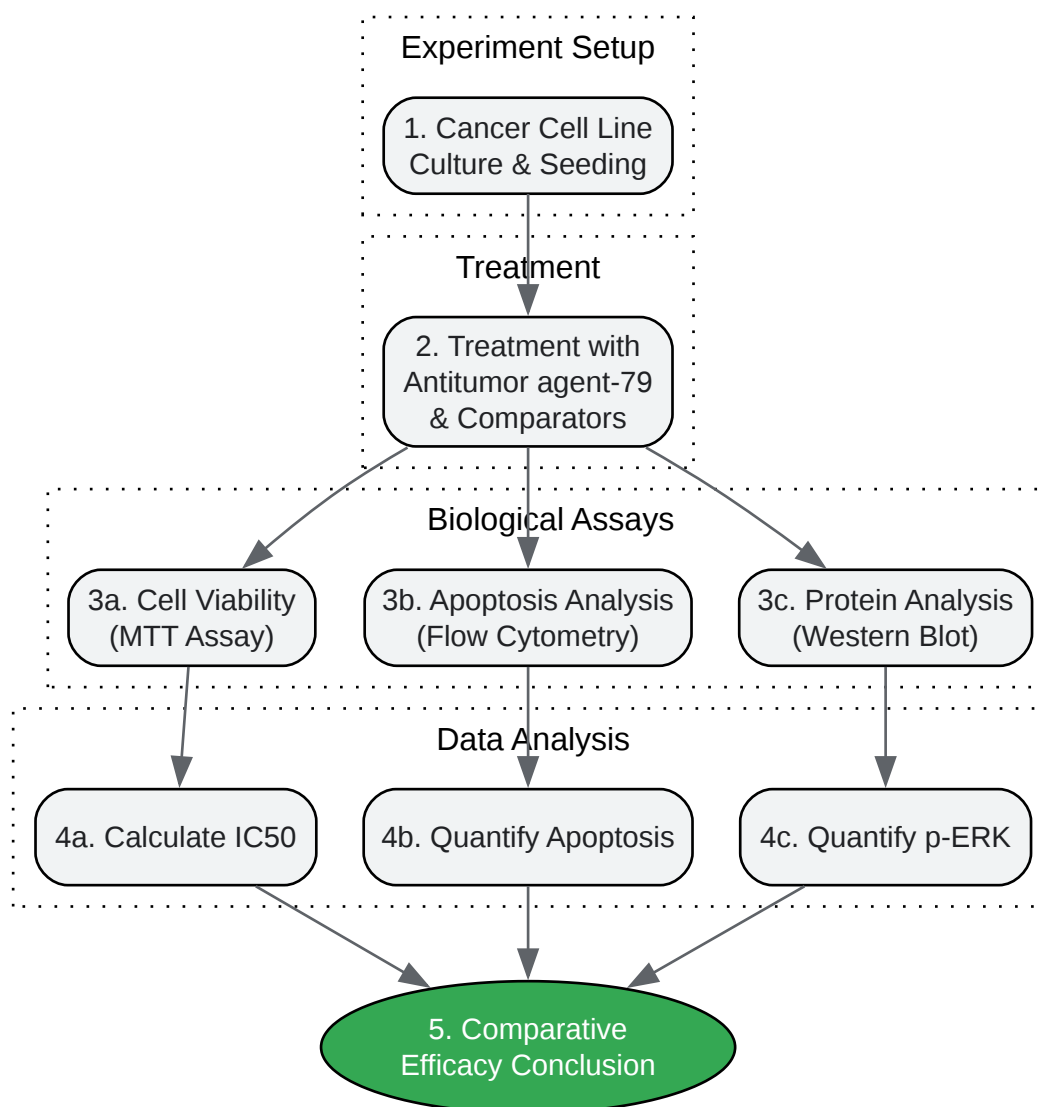 Experiment Setup
1. Cancer Cell Line
Culture & Seeding
Treatment
2. Treatment with
Antitumor agent-79
& Comparators
Biological Assays
3a. Cell Viability
(MTT Assay)
3b. Apoptosis Analysis
(Flow Cytometry)
3c. Protein Analysis
(Western Blot)
Data Analysis
4a. Calculate IC50
4b. Quantify Apoptosis
4c. Quantify p-ERK
5. Comparative
Efficacy Conclusion